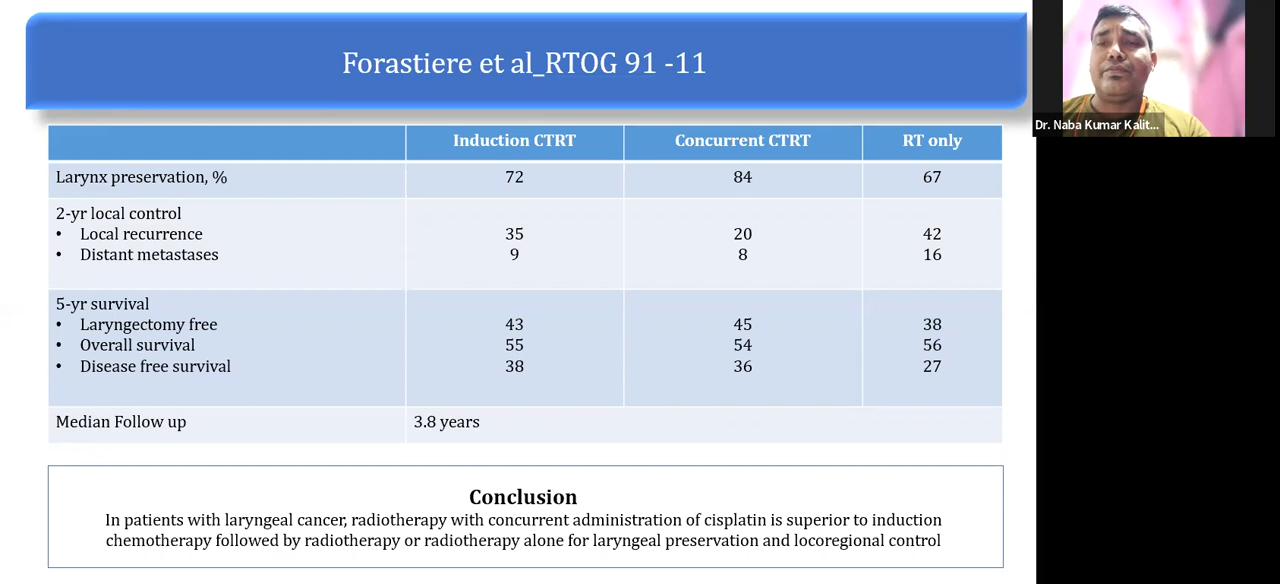 Forastiere et al_RTOG 91 -11
Dr. Naba Kumar Kalit...
Induction CTRT Concurrent CTRT RT only
Larynx preservation, % 72 84 67
2-yr local control
• Local recurrence 35 20 42
• Distant metastases 9 8 16
5-yr survival
• Laryngectomy free 43 45 38
• Overall survival 55 54 56
• Disease free survival 38 36 27
Median Follow up 3.8 years
Conclusion
In patients with laryngeal cancer, radiotherapy with concurrent administration of cisplatin is superior to induction
chemotherapy followed by radiotherapy or radiotherapy alone for laryngeal preservation and locoregional control